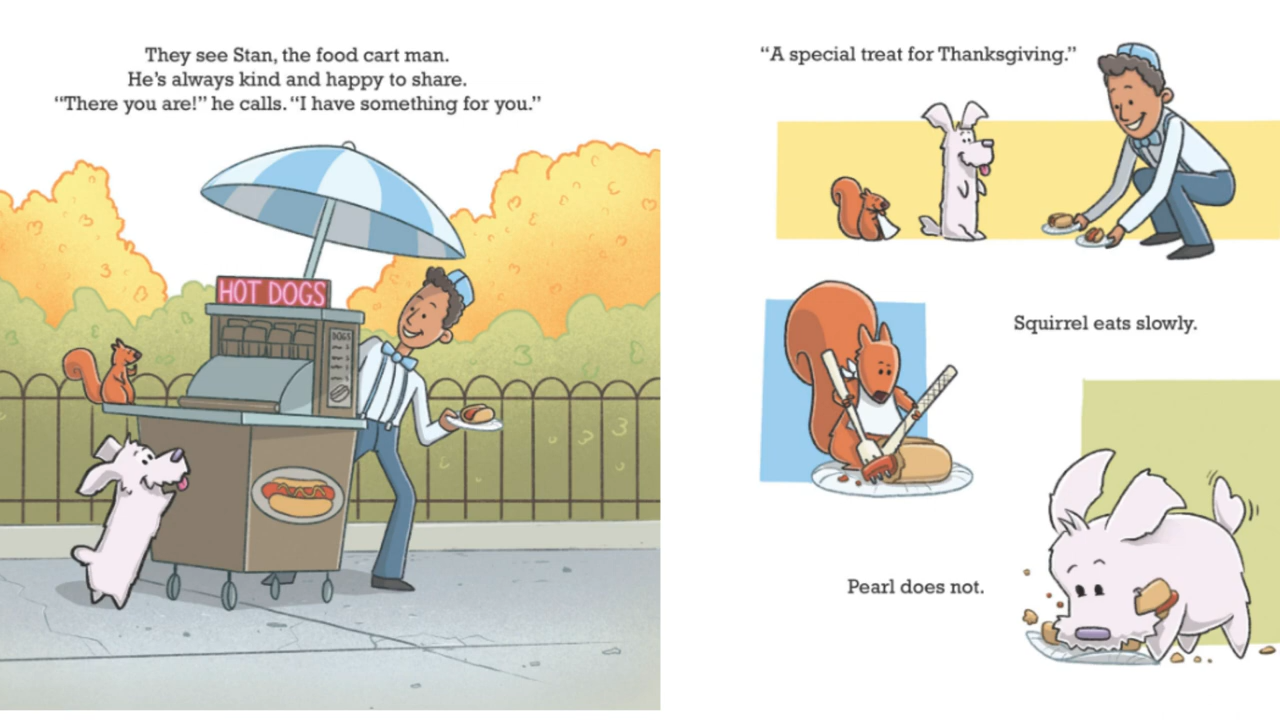 They see Stan, the food cart man.
He's always kind and happy to share.
“There you are!” he calls. “I have something for you.”
HOT DOGS
DOGS
“A special treat for Thanksgiving.”
Squirrel eats slowly.
Pearl does not.